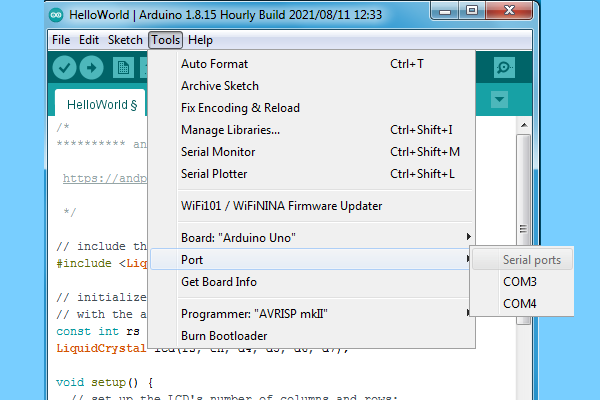 HelloWorld | Arduino 1.8.15 Hourly Build 2021/08/11 12:33
File Edit Sketch Tools Help
HelloWorld §
Auto Format Ctrl+T
Archive Sketch
Fix Encoding & Reload
Manage Libraries... Ctrl+Shift+I
Serial Monitor Ctrl+Shift+M
Serial Plotter Ctrl+Shift+L
WiFi101 / WiFiNINA Firmware Updater
Board: "Arduino Uno"
Port
Get Board Info
Programmer: "AVRISP mkII"
Burn Bootloader
Serial ports
COM3
COM4
/*
********** an
https://andp
*/
// include th
#include <Liqu
// initialize
// with the a
const int rs
LiquidCrystal lcd(rs, en, d4, d5, d6, d7);
void setup() {
// set up the LCD's number of columns and rows: